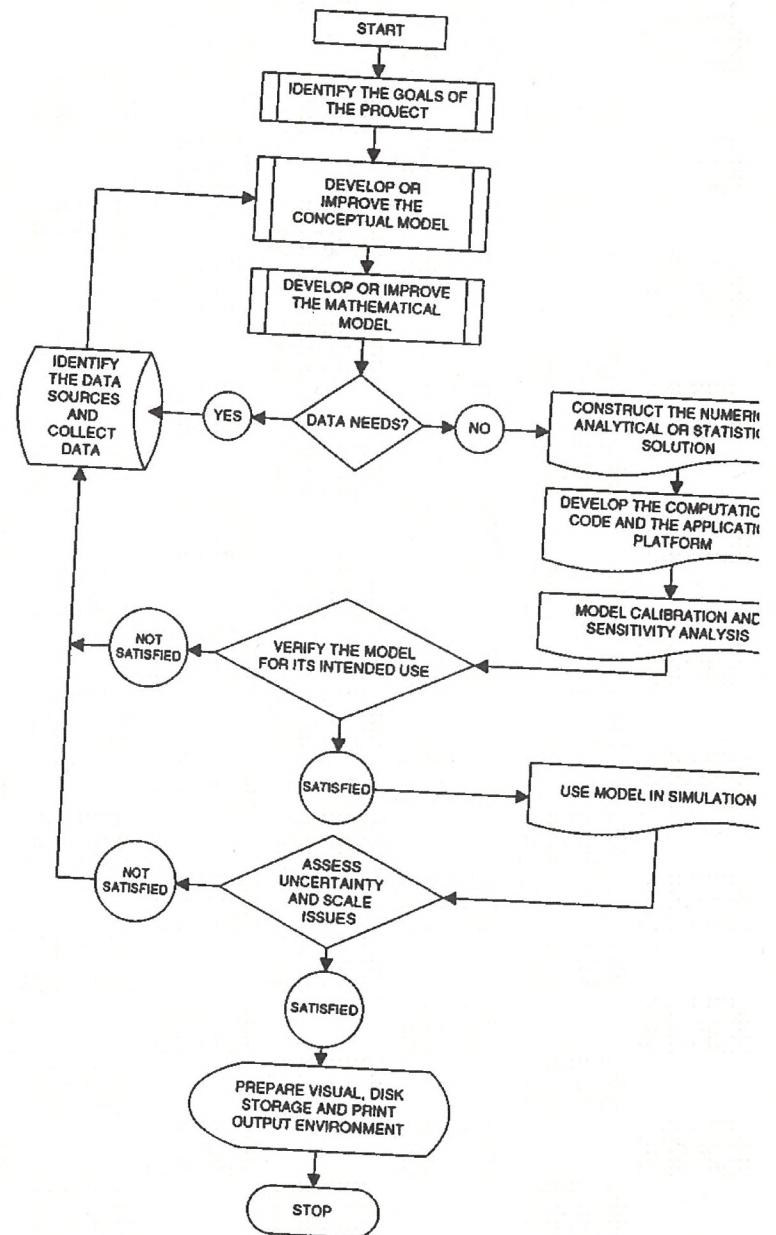 START
IDENTIFY THE GOALS OF
THE PROJECT
DEVELOP OR
IMPROVE THE
CONCEPTUAL MODEL
DEVELOP OR IMPROVE
THE MATHEMATICAL
MODEL
IDENTIFY
THE DATA
SOURCES
AND
COLLECT
DATA
YES
DATA NEEDS?
NO
CONSTRUCT THE NUMERIC
ANALYTICAL OR STATISTIC
SOLUTION
DEVELOP THE COMPUTATIO
CODE AND THE APPLICATI
PLATFORM
MODEL CALIBRATION AND
SENSITIVITY ANALYSIS
NOT
SATISFIED
VERIFY THE MODEL
FOR ITS INTENDED USE
SATISFIED
USE MODEL IN SIMULATION
NOT
SATISFIED
ASSESS
UNCERTAINTY
AND SCALE
ISSUES
SATISFIED
PREPARE VISUAL, DISK
STORAGE AND PRINT
OUTPUT ENVIRONMENT
STOP